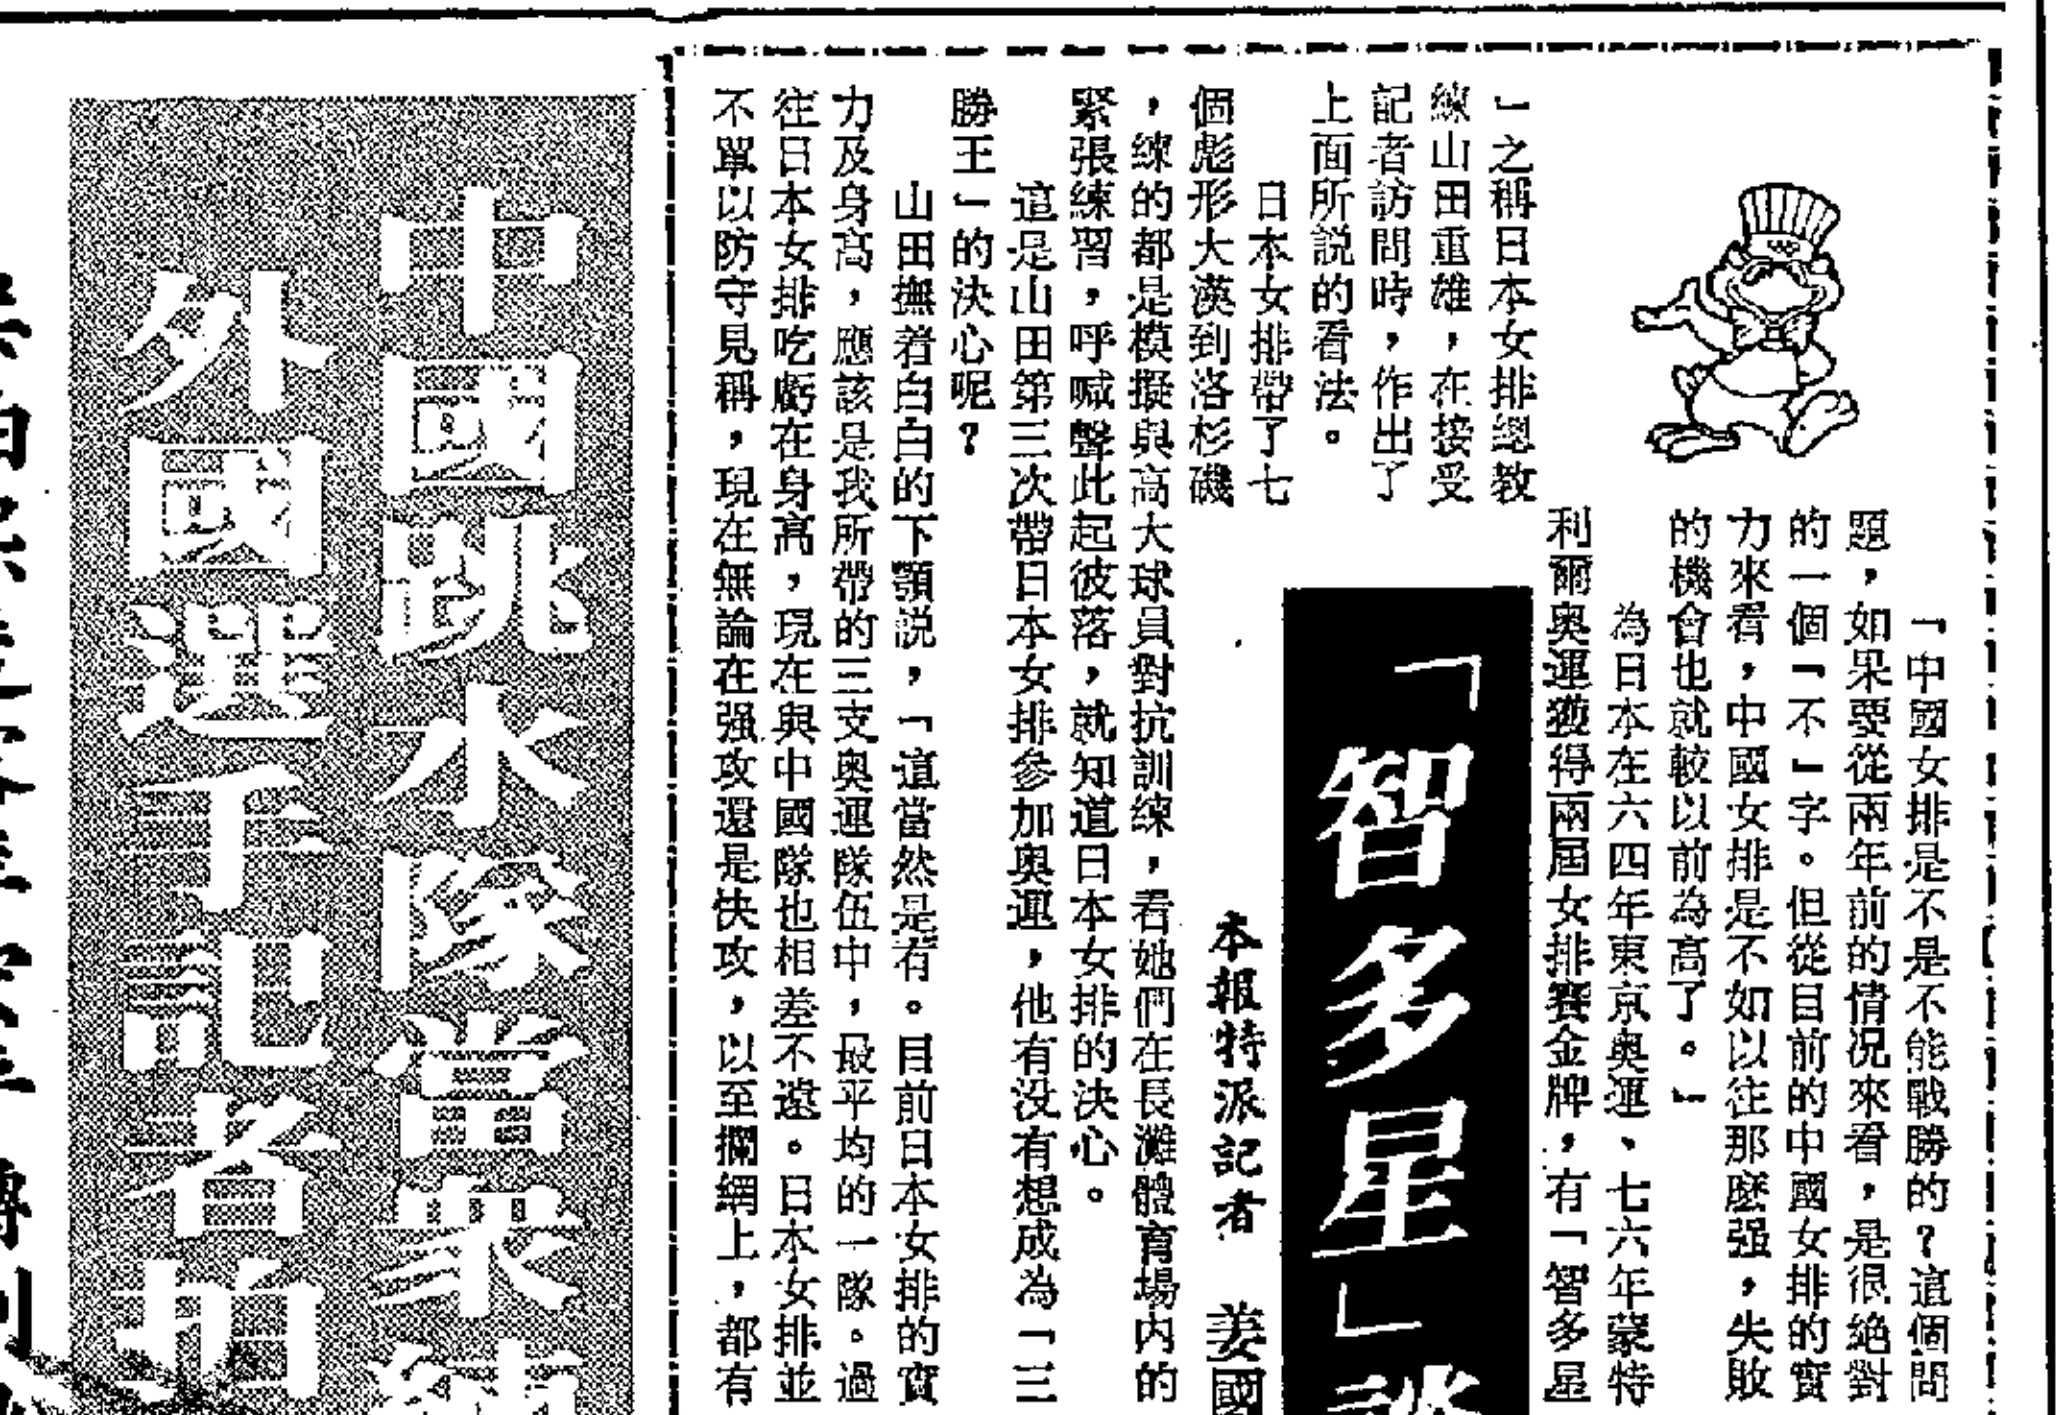 「中國女排是不是不能戰勝的？這個問
題，如果要從兩年前的情況來看，是很絕對
的一個「不」字。但從目前的中國女排的實
力來看，中國女排是不如以往那麽强，失敗
的機會也就較以前為高了。」
為日本在六四年東京奧運、七六年蒙特
利爾奧運獲得兩屆女排賽金牌，有「智多星
」之稱日本女排總教
練山田重雄，在接受
記者訪問時，作出了
上面所説的看法。
日本女排帶了七
個彪形大漢到洛杉磯
，練的都是模擬與高大球員對抗訓練，看她們在長灘體育場內的
緊張練習，呼喊聲此起彼落，就知道日本女排的決心。
這是山田第三次帶日本女排參加奧運，他有没有想成為「三
勝王」的決心呢？
山田撫着白白的下顎説，「這當然是有。目前日本女排的實
力及身高，應該是我所帶的三支奧運隊伍中，最平均的一隊。過
往日本女排吃虧在身高，現在與中國隊也相差不遠。日本女排並
不單以防守見稱，現在無論在强攻還是快攻，以至攔網上，都有
「智多星」談
本報特派記者 姜國
中國跳水隊當眾練
外國選手記者拍